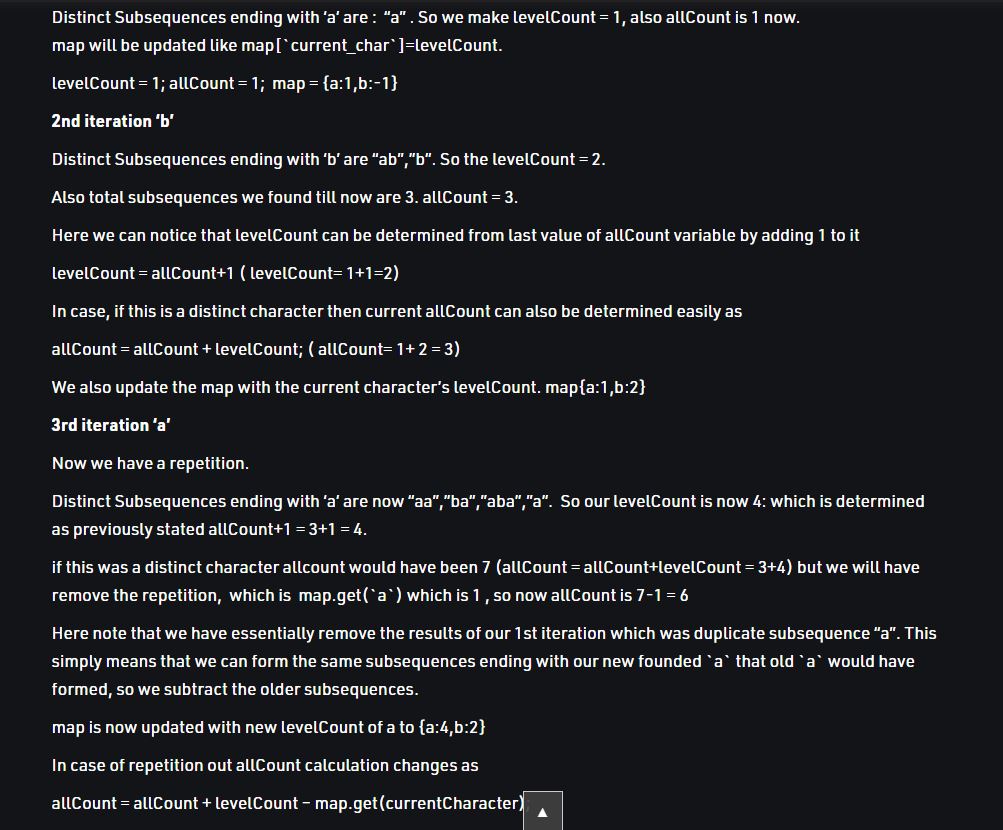 Distinct Subsequences ending with ‘a’ are :  “a” . So we make levelCount = 1, also allCount is 1 now.
map will be updated like map[`current_char`]=levelCount.
levelCount = 1; allCount = 1;  map = {a:1,b:-1}
2nd iteration ‘b’
Distinct Subsequences ending with ‘b’ are “ab”,”b”. So the levelCount = 2.
Also total subsequences we found till now are 3. allCount = 3.
Here we can notice that levelCount can be determined from last value of allCount variable by adding 1 to it
levelCount = allCount+1 ( levelCount= 1+1=2)
In case, if this is a distinct character then current allCount can also be determined easily as
allCount = allCount + levelCount; ( allCount= 1+ 2 = 3)
We also update the map with the current character’s levelCount. map{a:1,b:2}
3rd iteration ‘a’
Now we have a repetition.
Distinct Subsequences ending with ‘a’ are now “aa”,”ba”,”aba”,”a”.  So our levelCount is now 4: which is determined
as previously stated allCount+1 = 3+1 = 4.
if this was a distinct character allcount would have been 7 (allCount = allCount+levelCount = 3+4) but we will have
remove the repetition,  which is  map.get(`a`) which is 1 , so now allCount is 7-1 = 6
Here note that we have essentially remove the results of our 1st iteration which was duplicate subsequence “a”. This
simply means that we can form the same subsequences ending with our new founded `a` that old `a` would have
formed, so we subtract the older subsequences.
map is now updated with new levelCount of a to {a:4,b:2}
In case of repetition out allCount calculation changes as
allCount = allCount + levelCount – map.get(currentCharacter);